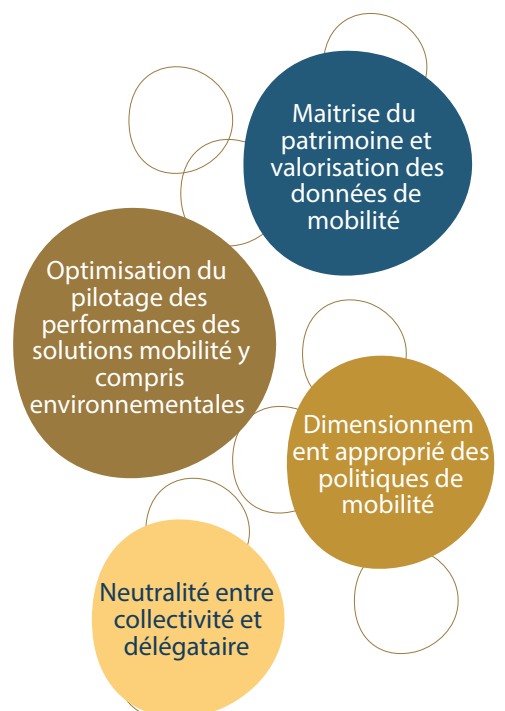 Maitrise du
patrimoine et
valorisation des
données de
mobilité
Optimisation du
pilotage des
performances des
solutions mobilité y
compris
environnementales
Dimensionnem
ent approprié des
politiques de
mobilité
Neutralité entre
collectivité et
délégataire